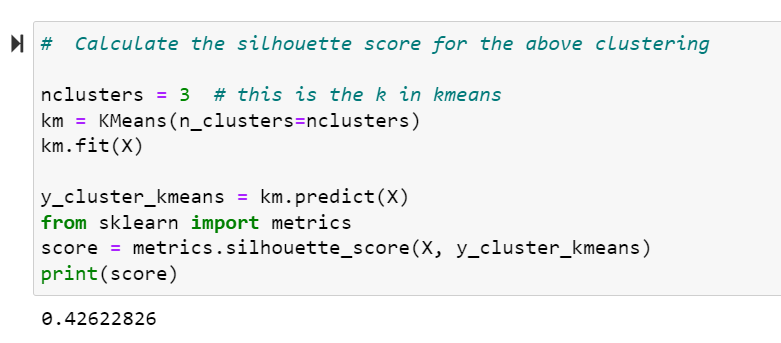 #  Calculate the silhouette score for the above clustering
nclusters = 3  # this is the k in kmeans
km = KMeans(n_clusters=nclusters)
km.fit(X)
y_cluster_kmeans = km.predict(X)
from sklearn import metrics
score = metrics.silhouette_score(X, y_cluster_kmeans)
print(score)
0.42622826